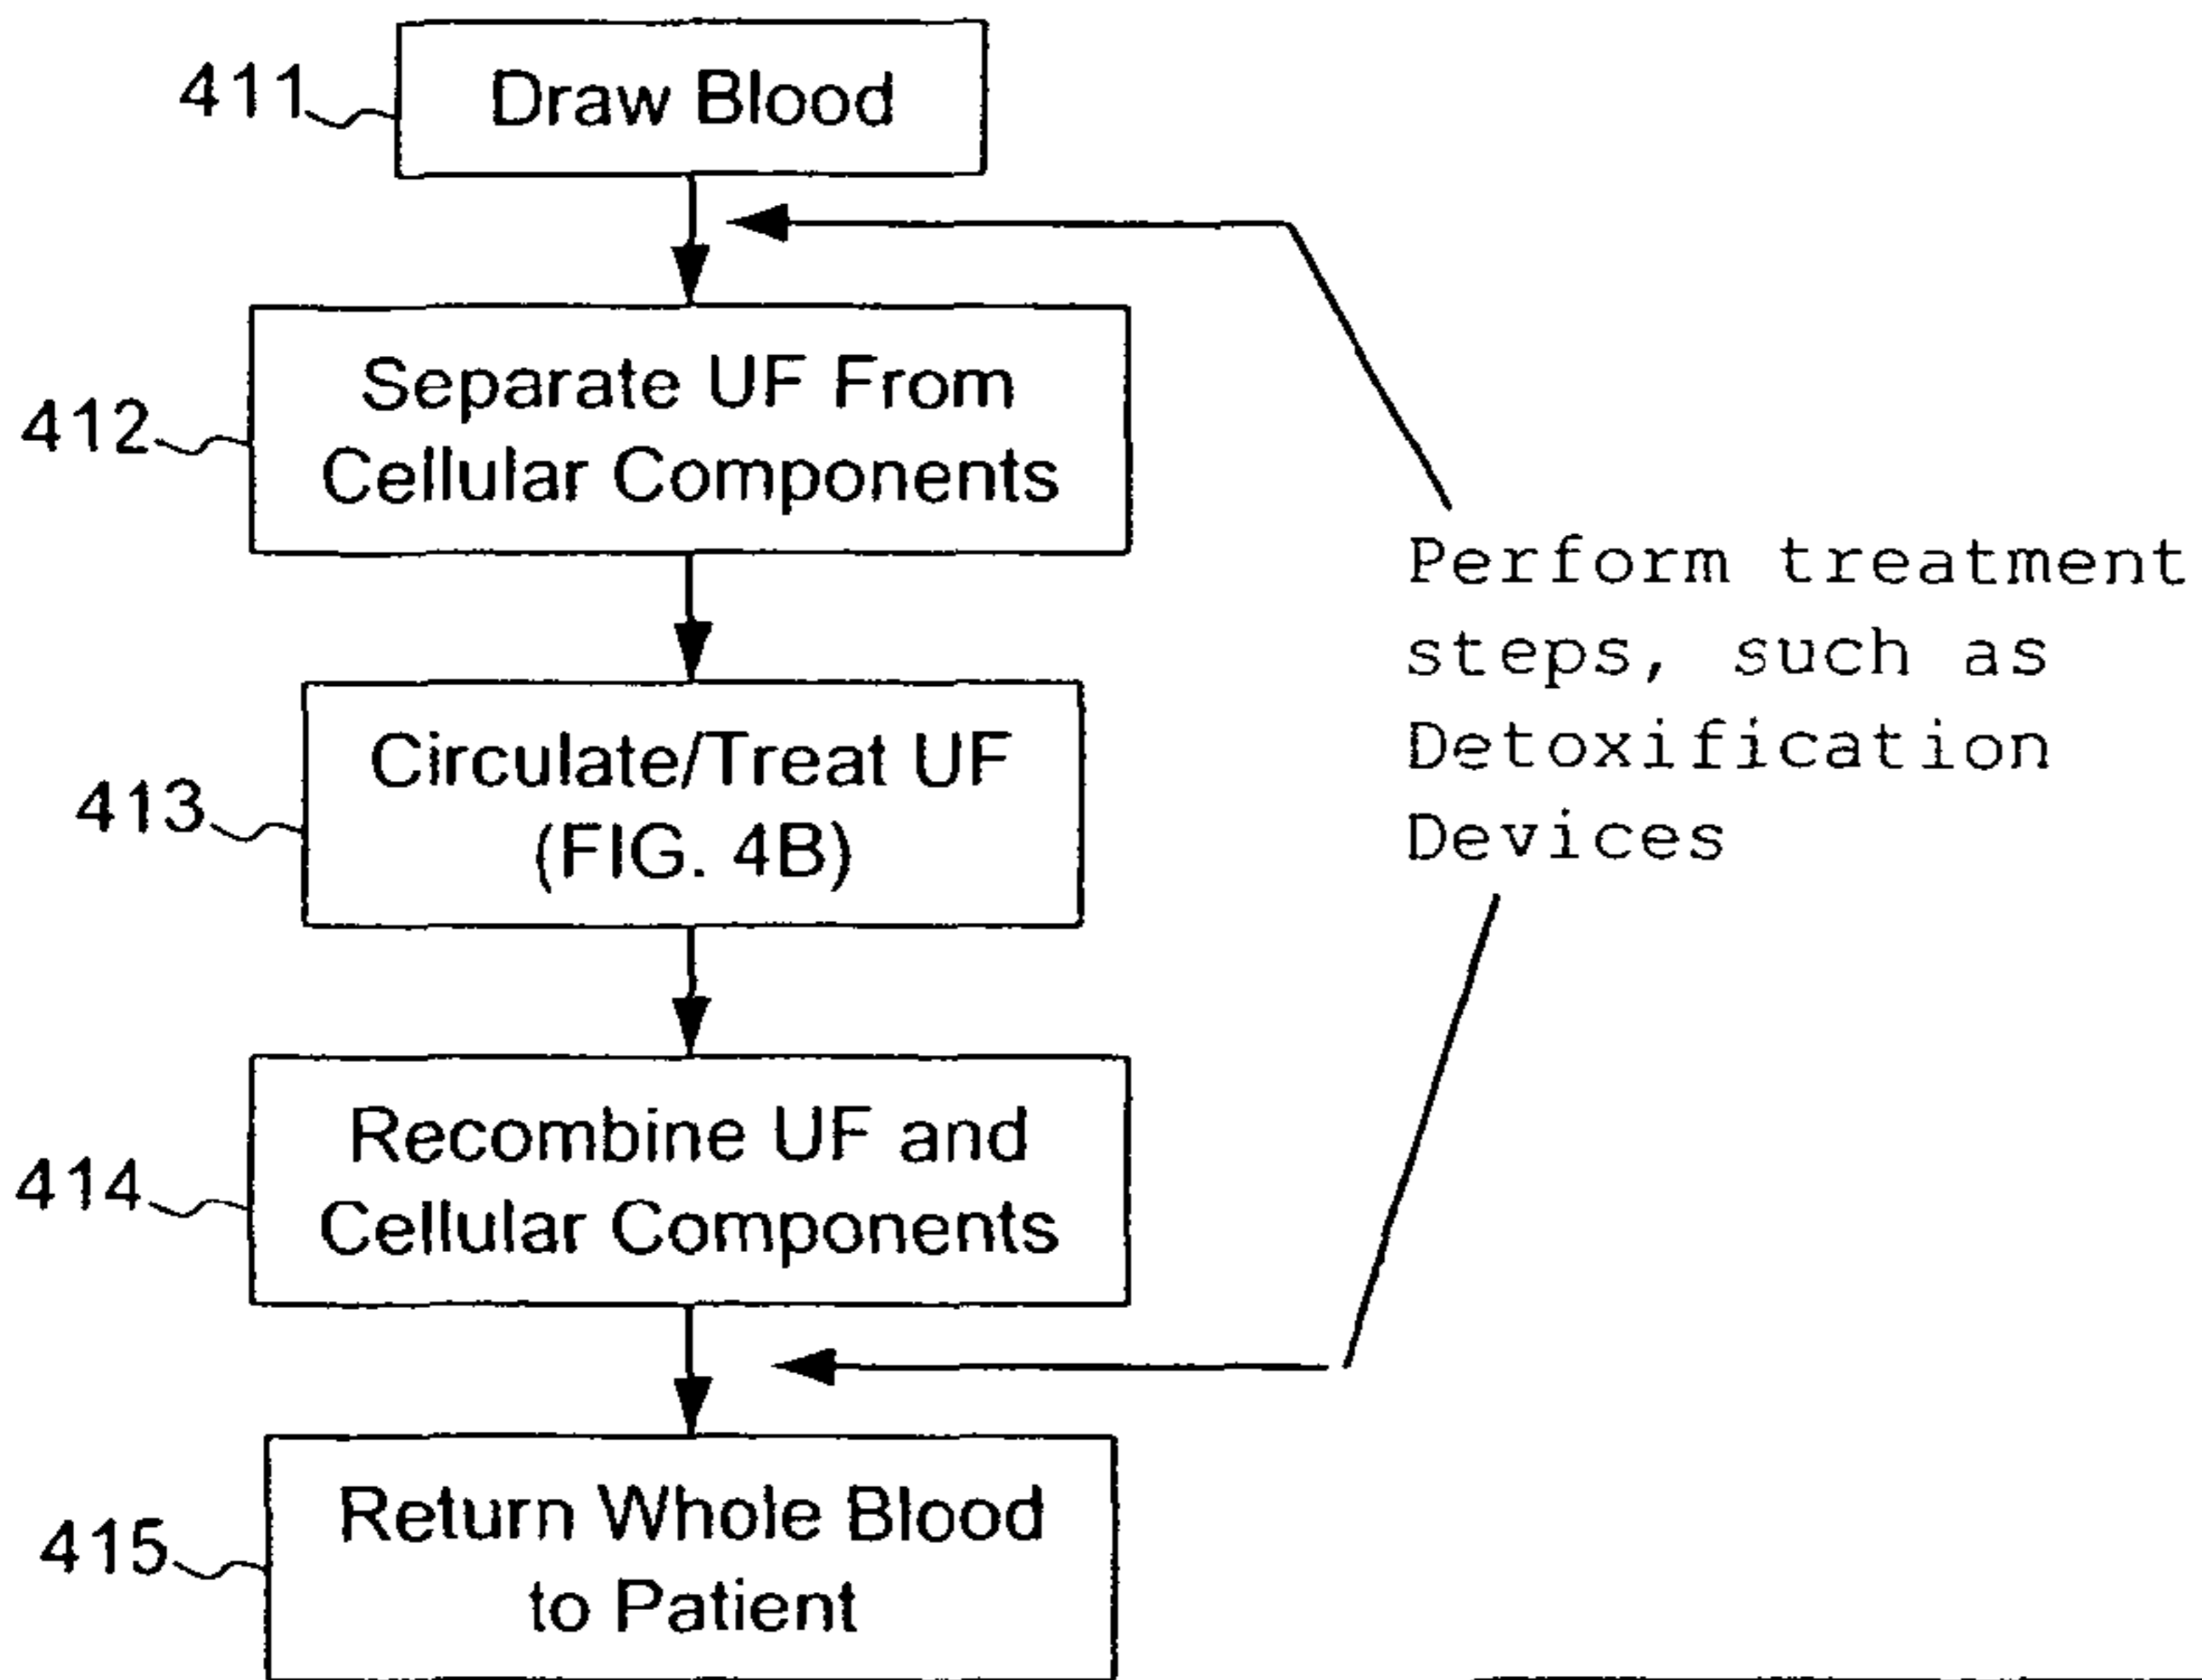 411
Draw Blood
412
Separate UF From
Cellular Components
Perform treatment
steps, such as
Detoxification
Devices
413
Circulate/Treat UF
(FIG. 4B)
414
Recombine UF and
Cellular Components
415
Return Whole Blood
to Patient